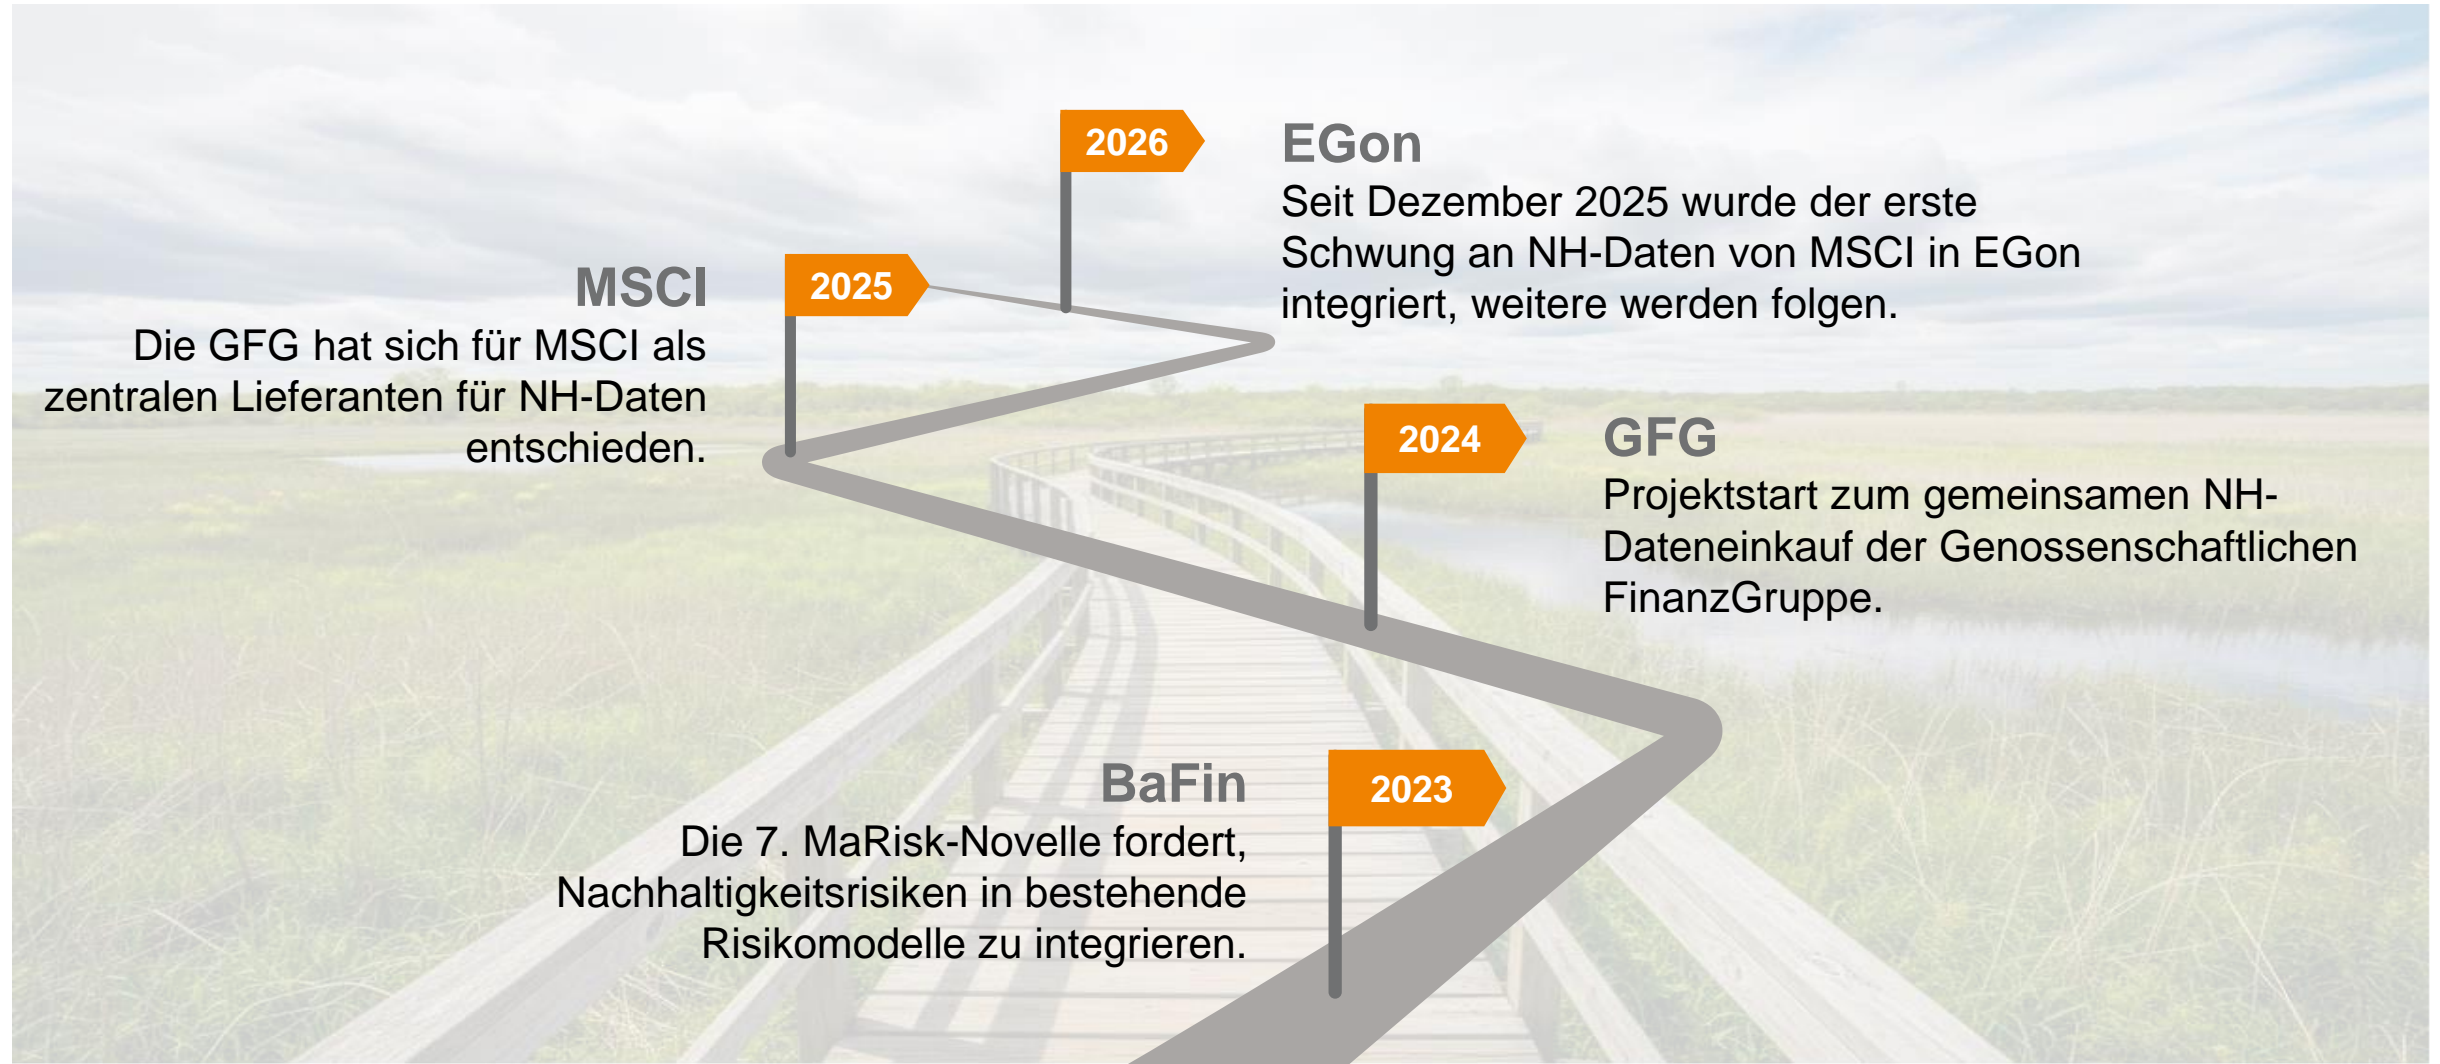 2026
EGon
Seit Dezember 2025 wurde der erste
Schwung an NH-Daten von MSCI in EGon
integriert, weitere werden folgen.
2025
MSCI
Die GFG hat sich für MSCI als
zentralen Lieferanten für NH-Daten
entschieden.
2024
GFG
Projektstart zum gemeinsamen NH-
Dateneinkauf der Genossenschaftlichen
FinanzGruppe.
2023
BaFin
Die 7. MaRisk-Novelle fordert,
Nachhaltigkeitsrisiken in bestehende
Risikomodelle zu integrieren.